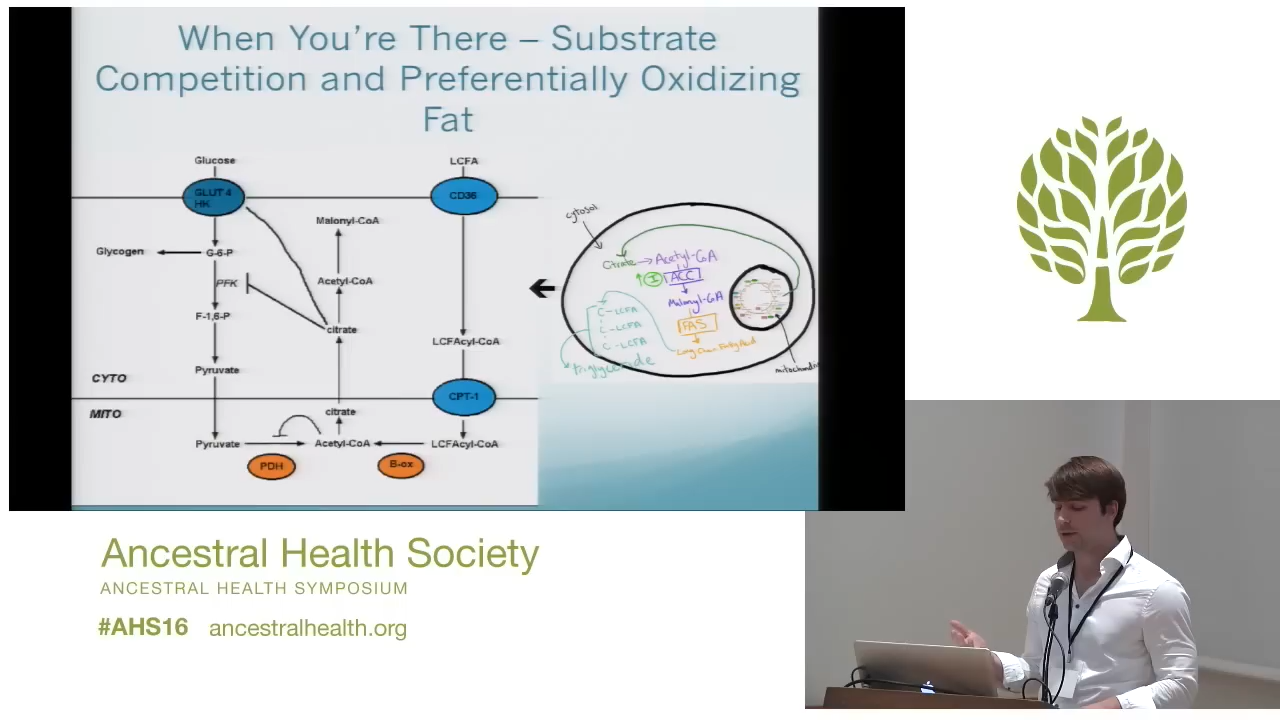 When You're There – Substrate
Competition and Preferentially Oxidizing
Fat
Glucose
LCFA
GLUT 4
HK
CD36
Malonyl-CoA
Glycogen
G-6-P
PFK
Acetyl-CoA
F-1,6-P
citrate
LCFAcyl-CoA
Pyruvate
CYTO
CPT-1
MITO
citrate
Pyruvate
Acetyl-CoA
LCFAcyl-CoA
PDH
B-ox
cytosol
Citrate
Acetyl-CoA
ACC
Malonyl-CoA
C-LCFA
C-LCFA
C-LCFA
FAS
Long Chain Fatty Acid
Triglyceride
Ancestral Health Society
ANCESTRAL HEALTH SYMPOSIUM
#AHS16 ancestralhealth.org